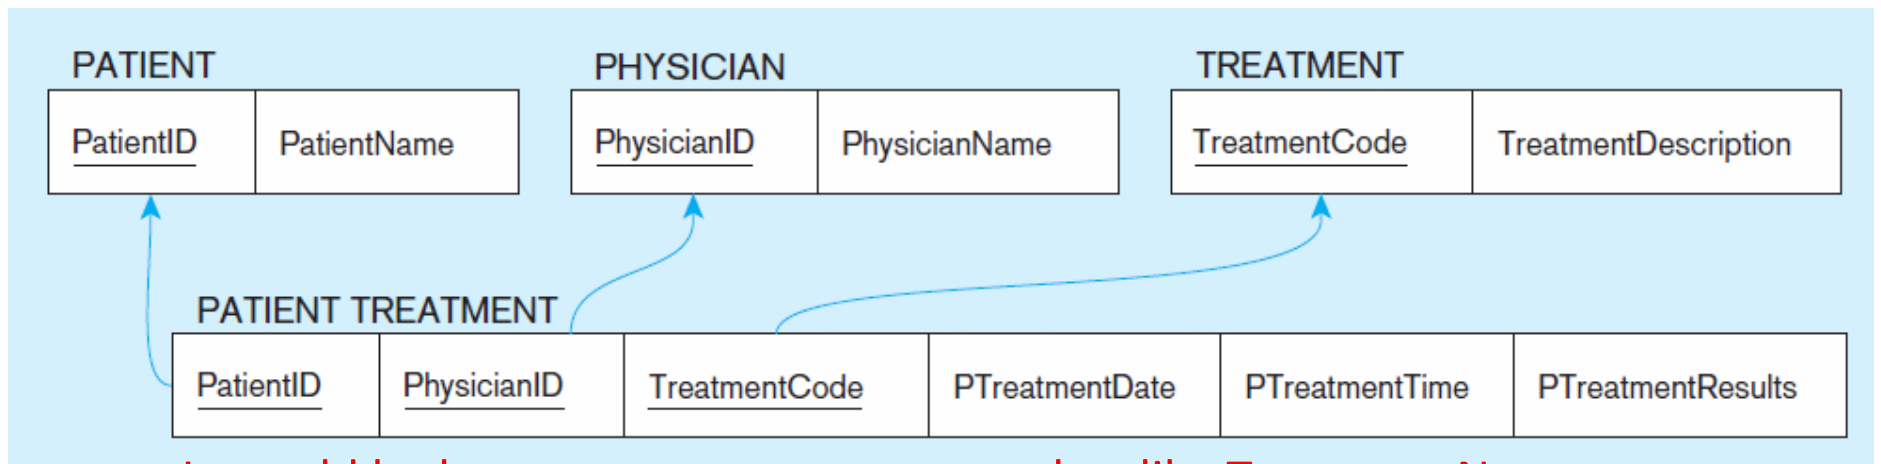 PATIENT PHYSICIAN TREATMENT
PatientID PatientName PhysicianID PhysicianName TreatmentCode TreatmentDescription
PATIENT TREATMENT
PatientID PhysicianID TreatmentCode PTreatmentDate PTreatmentTime PTreatmentResults